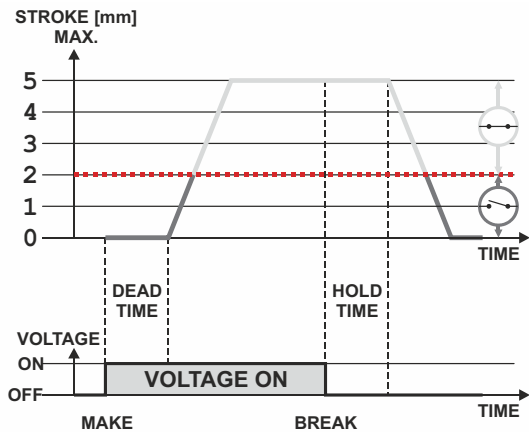 STROKE [mm]
MAX.
5
4
3
2
1
0
TIME
DEAD
TIME
HOLD
TIME
VOLTAGE
ON
VOLTAGE ON
OFF
TIME
MAKE
BREAK